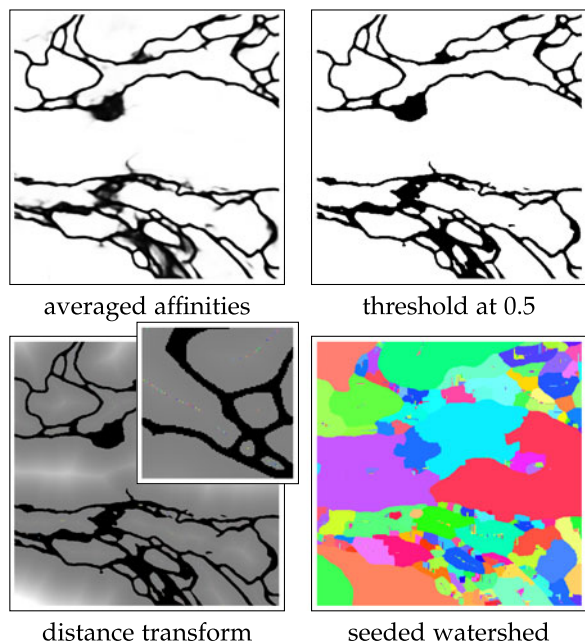 averaged affinities
threshold at 0.5
distance transform
seeded watershed